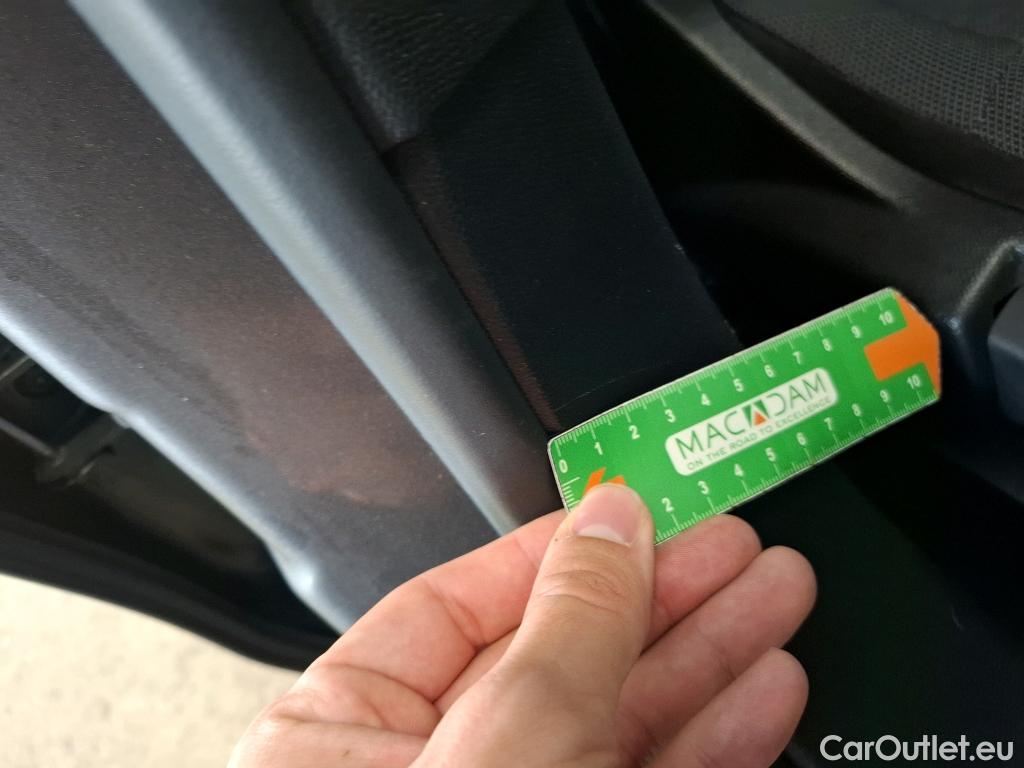 0 1 2 3 4 5 6 7 8 9 10
MACADAM
ON THE ROAD TO EXCELLENCE
2 3 4 5 6 7 8 9 10
CarOutlet.eu